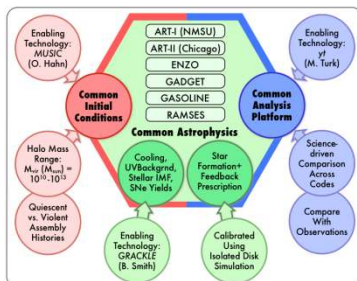 Enabling
Technology:
MUSIC
(O. Hahn)
Common
Initial
Conditions
Halo Mass
Range:
Mvir (Msun) =
10^10-10^13
Quiescent
vs. Violent
Assembly
Histories
ART-I (NMSU)
ART-II (Chicago)
ENZO
GADGET
GASOLINE
RAMSES
Common Astrophysics
Cooling,
UVBackgrnd,
Stellar IMF,
SNe Yields
Star
Formation+
Feedback
Prescription
Enabling
Technology:
GRACKLE
(B. Smith)
Calibrated
Using
Isolated Disk
Simulation
Enabling
Technology:
yt
(M. Turk)
Common
Analysis
Platform
Science-
driven
Comparison
Across
Codes
Compare
With
Observations